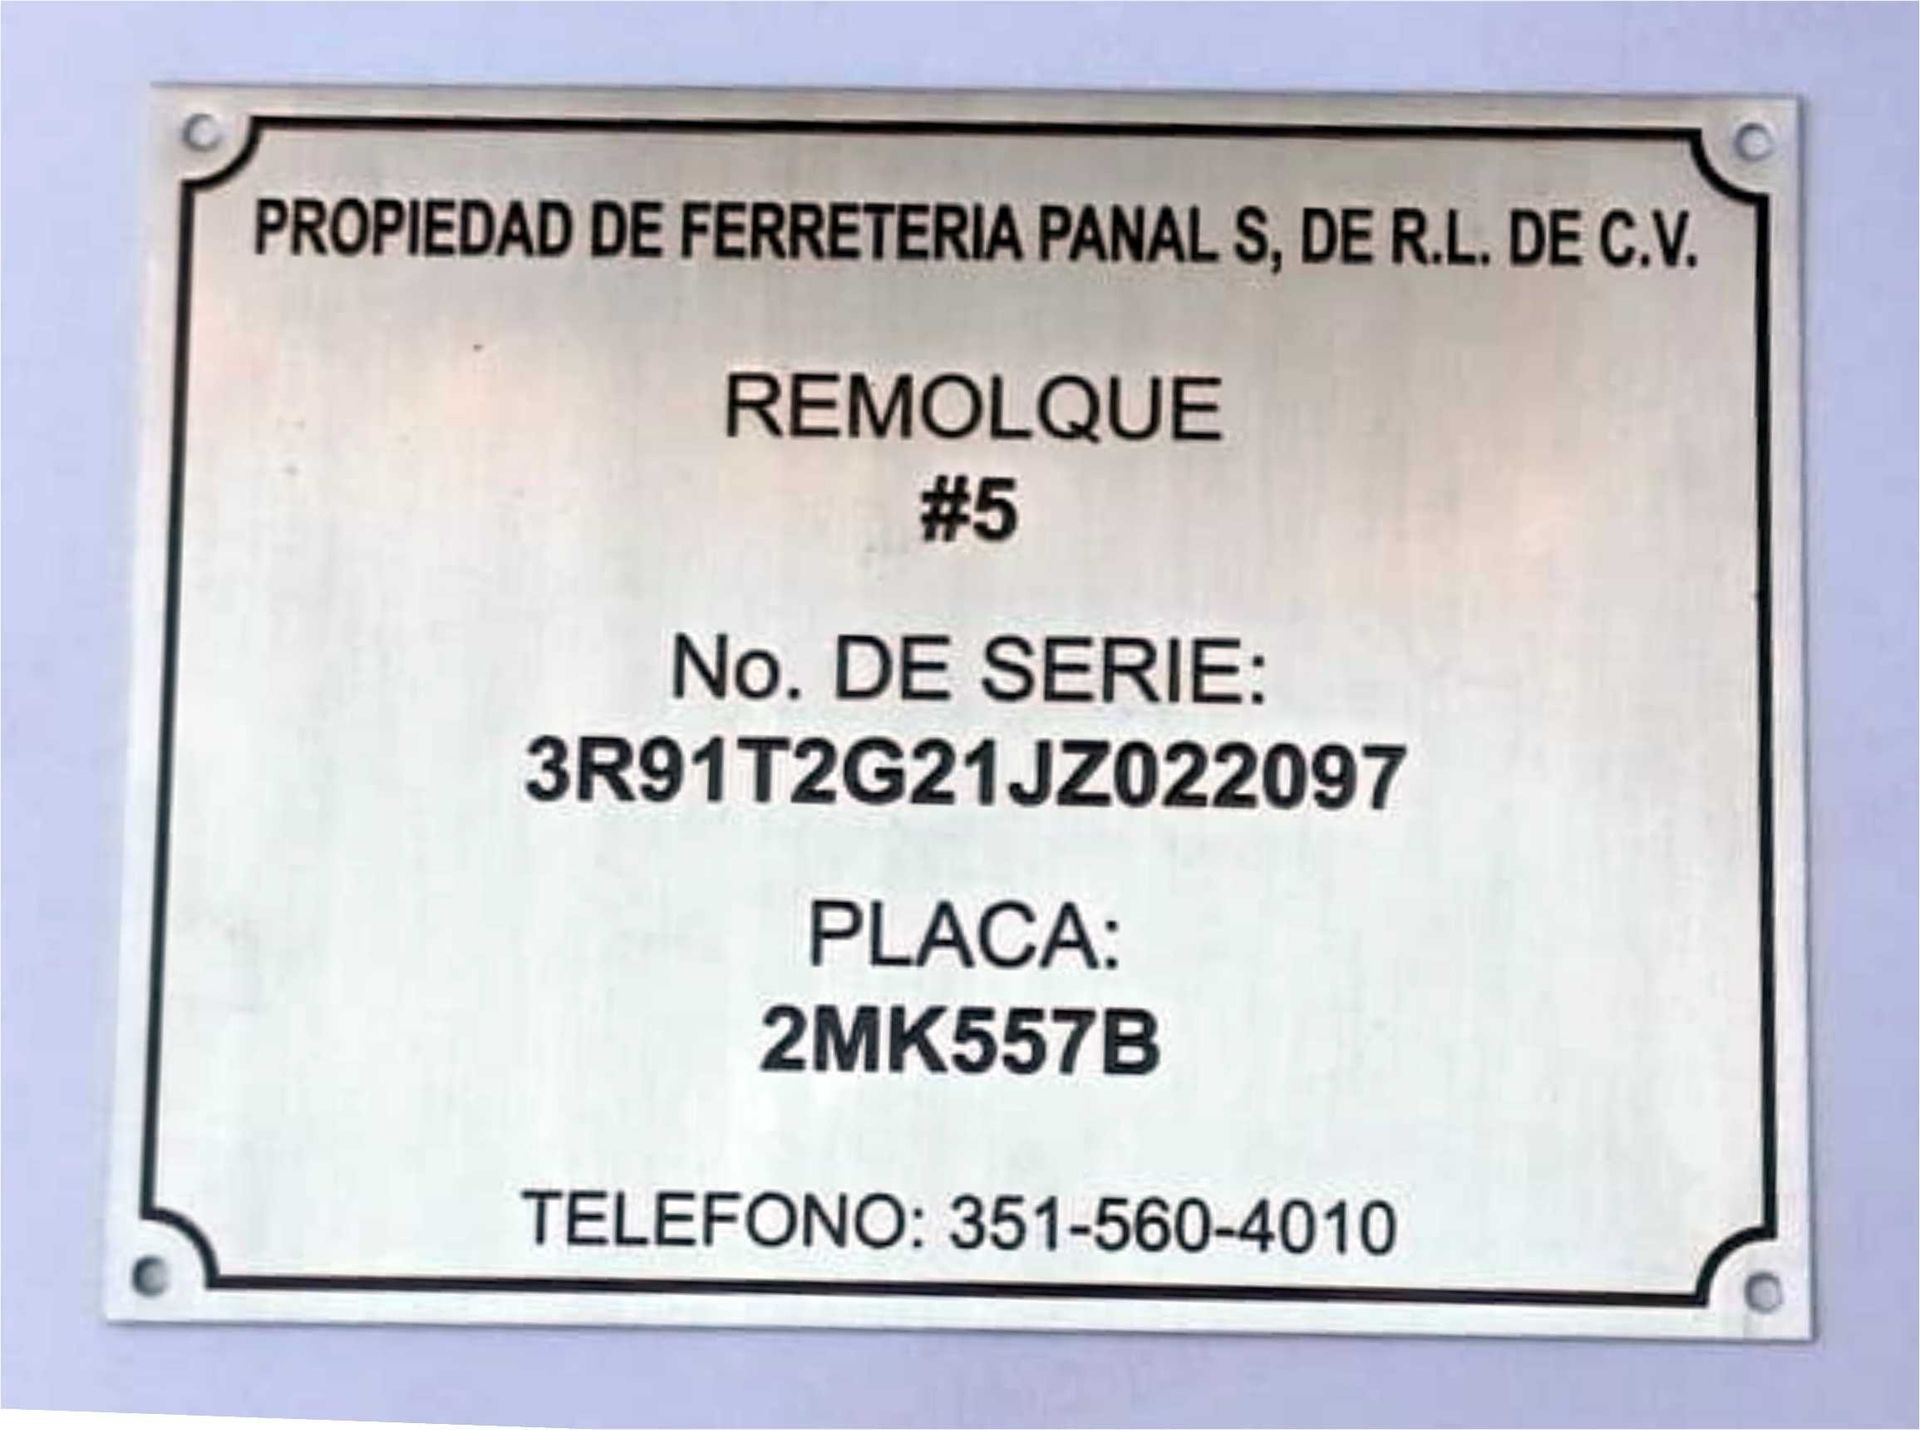 PROPIEDAD DE FERRETERIA PANAL S, DE R.L. DE C.V.
REMOLQUE
#5
No. DE SERIE:
3R91T2G21JZ022097
PLACA:
2MK557B
TELEFONO: 351-560-4010